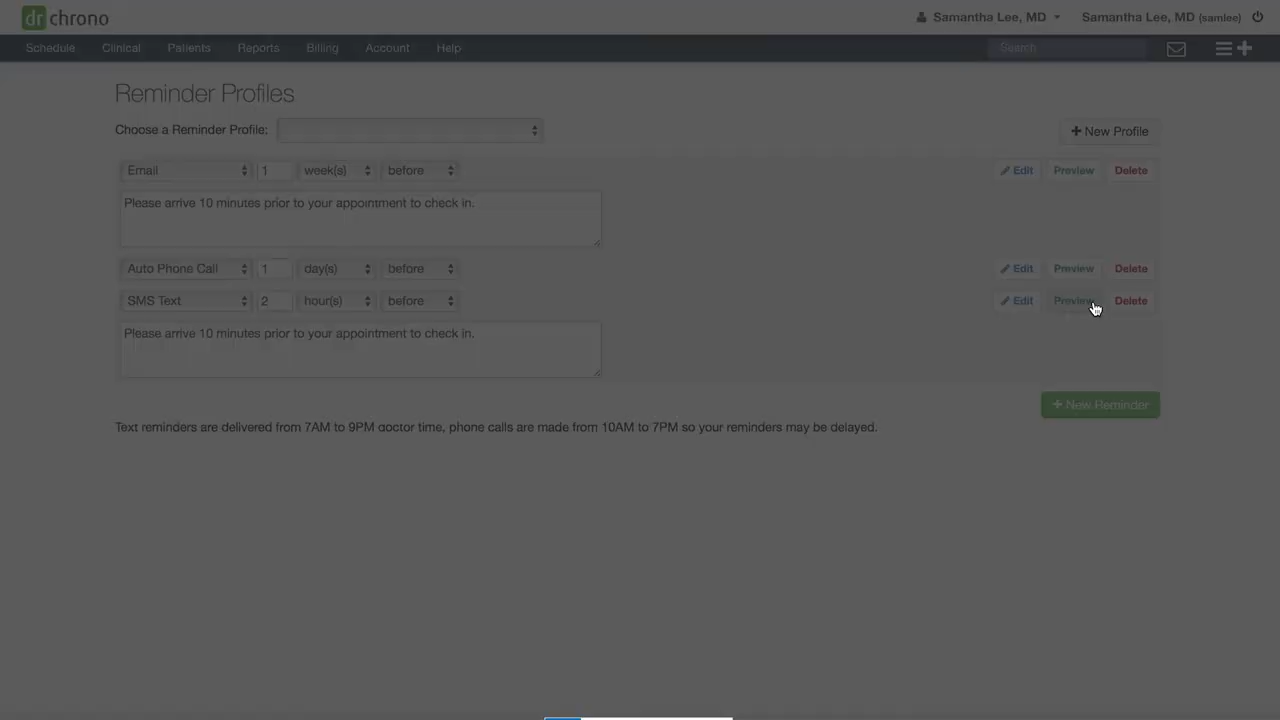 dr chrono
Samantha Lee, MD Samantha Lee, MD (samlee)
Schedule Clinical Patients Reports Billing Account Help Search
Reminder Profiles
Choose a Reminder Profile: + New Profile
Email 1 week(s) before Edit Preview Delete
Please arrive 10 minutes prior to your appointment to check in.
Auto Phone Call 1 day(s) before Edit Preview Delete
SMS Text 2 hour(s) before Edit Preview Delete
Please arrive 10 minutes prior to your appointment to check in.
+ New Reminder
Text reminders are delivered from 7AM to 9PM doctor time, phone calls are made from 10AM to 7PM so your reminders may be delayed.